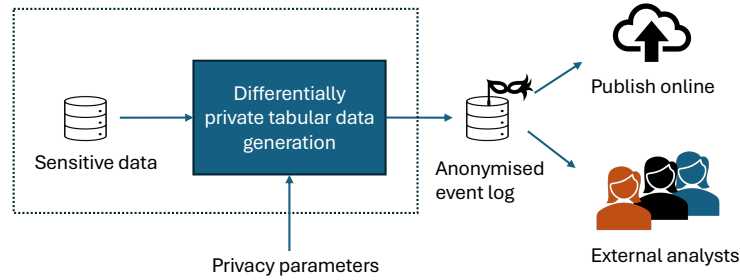 Sensitive data
Differentially
private tabular data
generation
Privacy parameters
Anonymised
event log
Publish online
External analysts